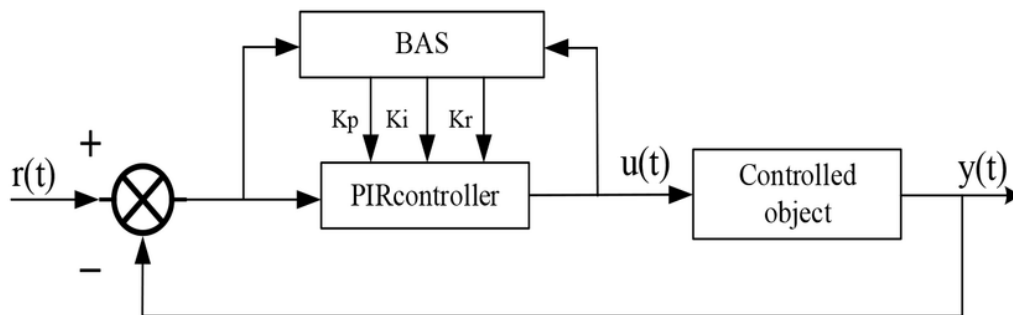 BAS
Kp Ki Kr
+
r(t)
PIRcontroller
u(t)
Controlled
object
y(t)
−